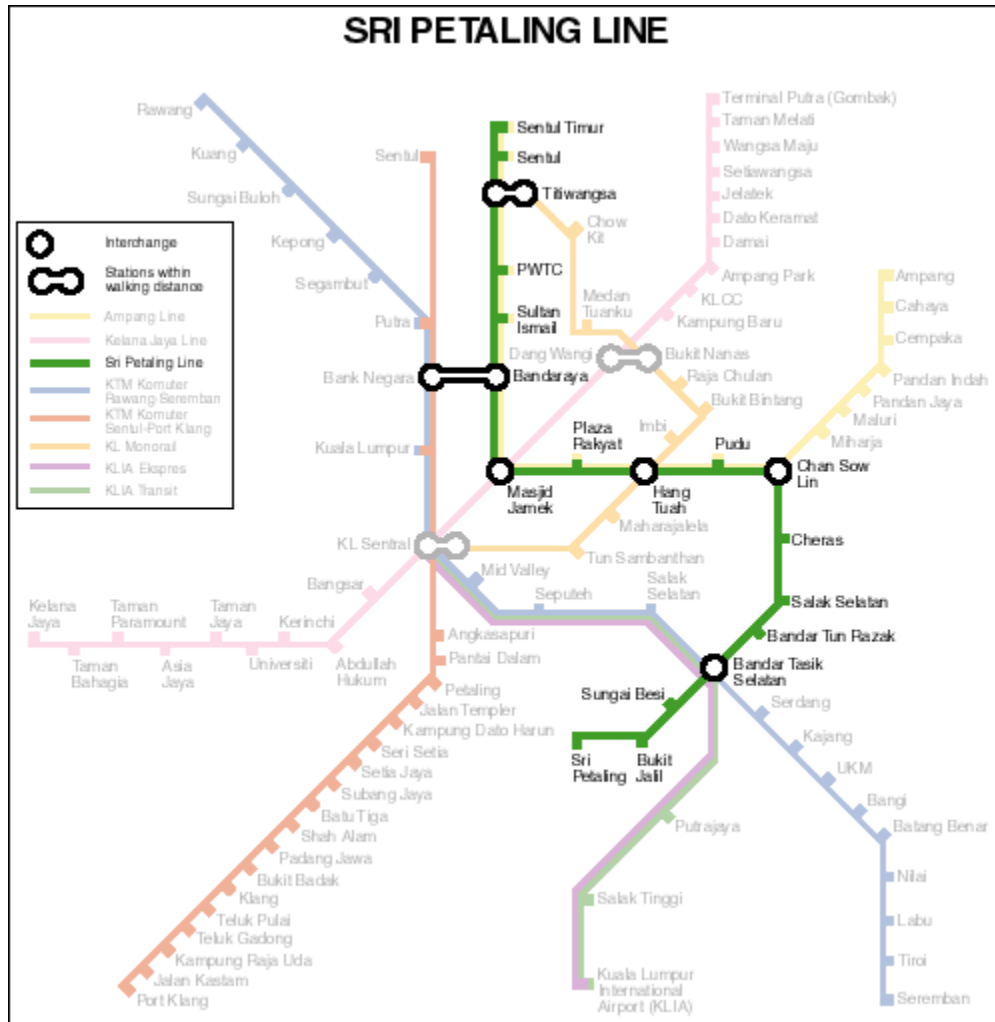 SRI PETALING LINE
Rawang
Kuang
Sungai Buloh
Kepong
Segambut
Putra
Bank Negara
Kuala Lumpur
KL Sentral
Sentul
Sentul Timur
Sentul
Titiwangsa
PWTC
Sultan
Ismail
Bandaraya
Masjid
Jamek
Plaza
Rakyat
Hang
Tuah
Pudu
Chan Sow
Lin
Cheras
Salak Selatan
Bandar Tun Razak
Bandar Tasik
Selatan
Sungai Besi
Bukit
Jalil
Sri
Petaling
Chow
Kit
Medan
Tuanku
Dang Wangi
Bukit Nanas
Raja Chulan
Bukit Bintang
Imbi
Maharajalela
Tun Sambanthan
Terminal Putra (Gombak)
Taman Melati
Wangsa Maju
Setiawangsa
Jelatek
Dato Keramat
Damai
Ampang Park
KLCC
Kampung Baru
Ampang
Cahaya
Cempaka
Pandan Indah
Pandan Jaya
Maluri
Miharja
Interchange
Stations within
walking distance
Ampang Line
Kelana Jaya Line
Sri Petaling Line
KTM Komuter
Rawang-Seremban
KTM Komuter
Sentul-Port Klang
KL Monorail
KLIA Ekspres
KLIA Transit
Mid Valley
Seputeh
Salak
Selatan
Bangsar
Kelana
Jaya
Taman
Paramount
Taman
Jaya
Kerinchi
Taman
Bahagia
Asia
Jaya
Universiti
Abdullah
Hukum
Angkasapuri
Pantai Dalam
Petaling
Jalan Templer
Kampung Dato Harun
Seri Setia
Setia Jaya
Subang Jaya
Batu Tiga
Shah Alam
Padang Jawa
Bukit Badak
Klang
Teluk Pulai
Teluk Gadong
Kampung Raja Uda
Jalan Kastam
Port Klang
Serdang
Kajang
UKM
Bangi
Batang Benar
Nilai
Labu
Tiroi
Seremban
Putrajaya
Salak Tinggi
Kuala Lumpur
International
Airport (KLIA)